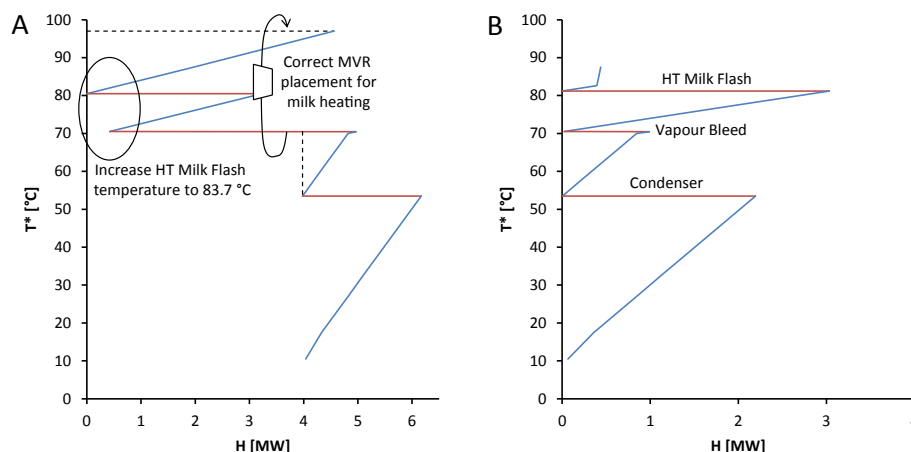 A
100
90
80
70
60
50
40
30
20
10
0
T* [°C]
0
1
2
3
4
5
6
H [MW]
Correct MVR
placement for
milk heating
Increase HT Milk Flash
temperature to 83.7 °C
B
100
90
80
70
60
50
40
30
20
10
0
T* [°C]
0
1
2
3
H [MW]
HT Milk Flash
Vapour Bleed
Condenser